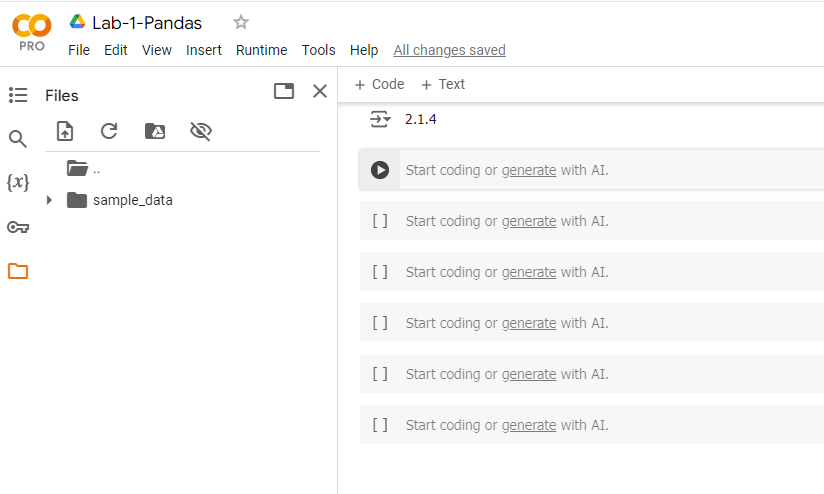 Lab-1-Pandas
PRO
File Edit View Insert Runtime Tools Help All changes saved
Files
+ Code + Text
2.1.4
{x}
..
sample_data
Start coding or generate with AI.
[ ] Start coding or generate with AI.
[ ] Start coding or generate with AI.
[ ] Start coding or generate with AI.
[ ] Start coding or generate with AI.
[ ] Start coding or generate with AI.